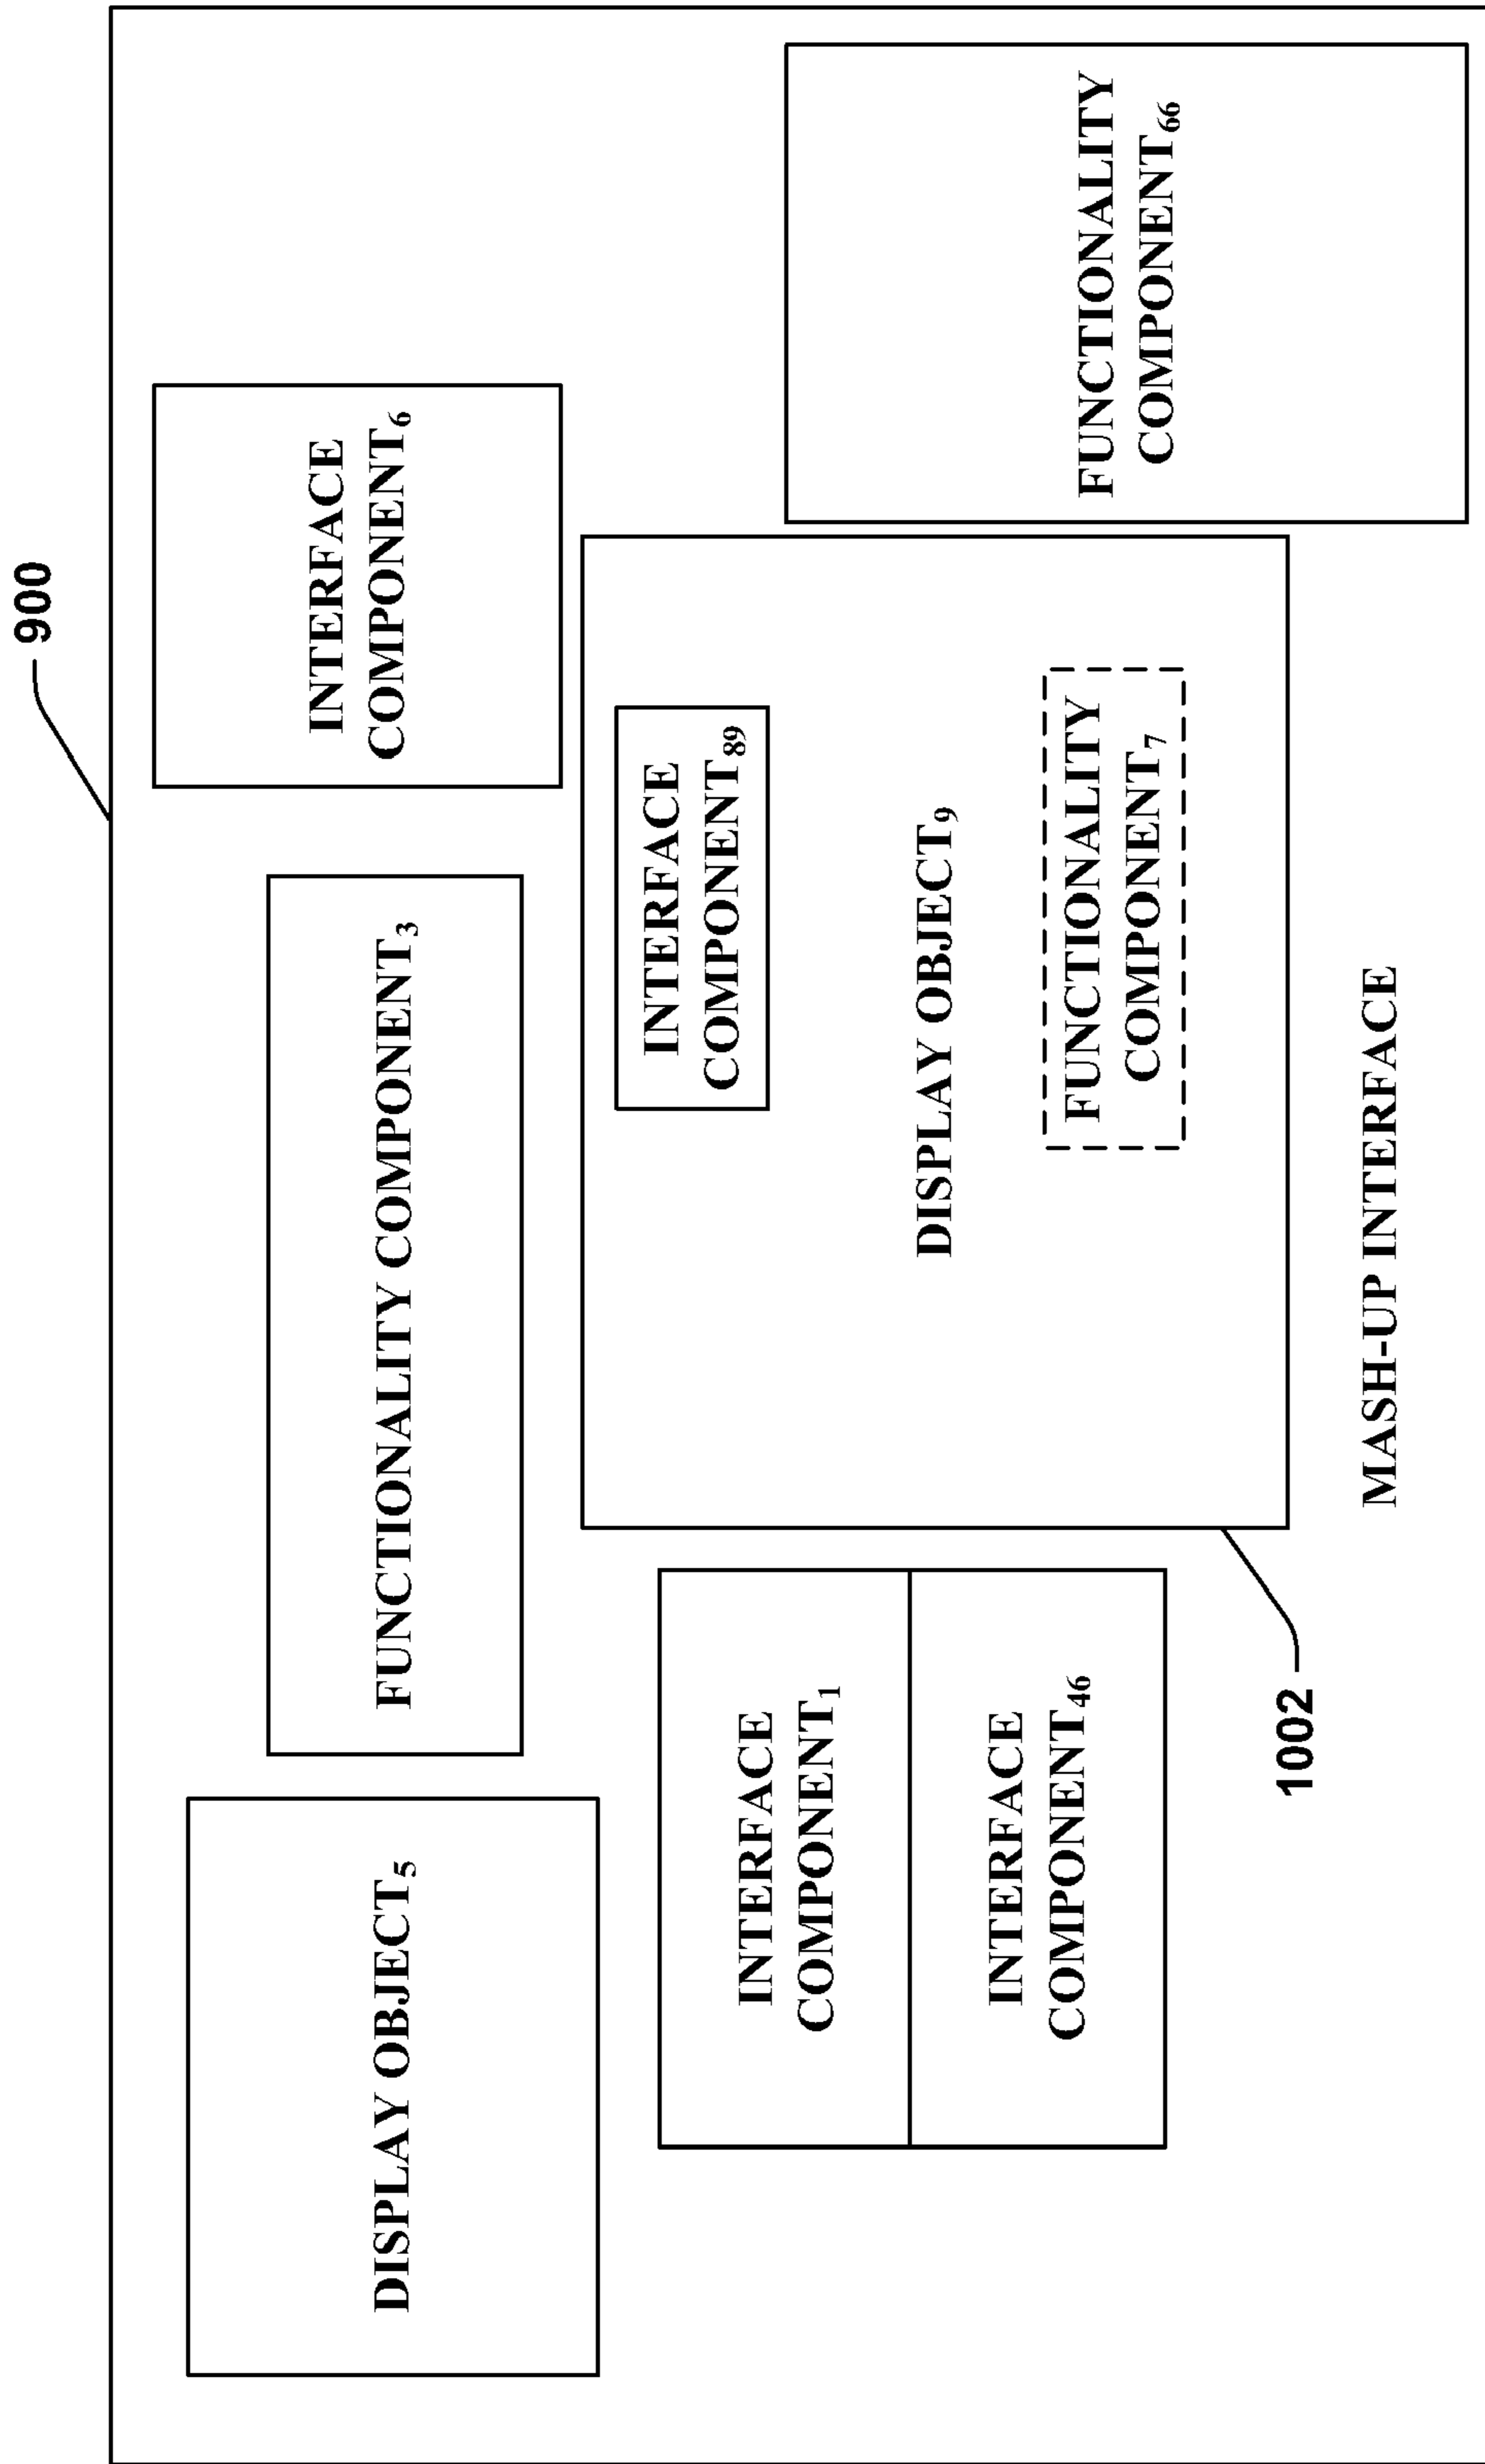 900
DISPLAY OBJECT₅
FUNCTIONALITY COMPONENT₃
INTERFACE
COMPONENT₆
INTERFACE
COMPONENT₁
INTERFACE
COMPONENT₄₆
INTERFACE
COMPONENT₈₉
DISPLAY OBJECT₉
FUNCTIONALITY
COMPONENT₇
FUNCTIONALITY
COMPONENT₆₆
1002
MASH-UP INTERFACE